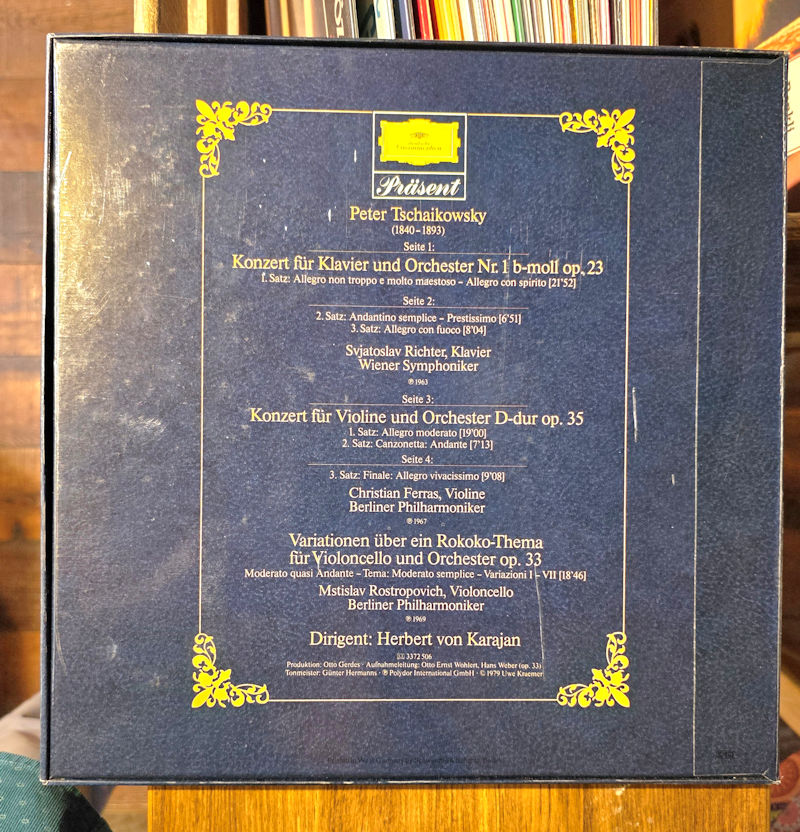 Deutsche
Grammophon
Präsent
Peter Tschaikowsky
(1840–1893)
Seite 1:
Konzert für Klavier und Orchester Nr. 1 b-moll op. 23
1. Satz: Allegro non troppo e molto maestoso – Allegro con spirito [21'52]
Seite 2:
2. Satz: Andantino semplice – Prestissimo [6'51]
3. Satz: Allegro con fuoco [8'04]
Svjatoslav Richter, Klavier
Wiener Symphoniker
℗ 1963
Seite 3:
Konzert für Violine und Orchester D-dur op. 35
1. Satz: Allegro moderato [19'00]
2. Satz: Canzonetta: Andante [7'13]
Seite 4:
3. Satz: Finale: Allegro vivacissimo [9'08]
Christian Ferras, Violine
Berliner Philharmoniker
℗ 1967
Variationen über ein Rokoko-Thema
für Violoncello und Orchester op. 33
Moderato quasi Andante – Tema: Moderato semplice – Variazioni I – VII [18'46]
Mstislav Rostropovich, Violoncello
Berliner Philharmoniker
℗ 1969
Dirigent: Herbert von Karajan
3372 506
Produktion: Otto Gerdes · Aufnahmeleitung: Otto Ernst Wohlert, Hans Weber (op. 33)
Tonmeister: Günter Hermanns · ℗ Polydor International GmbH · © 1979 Uwe Kraemer